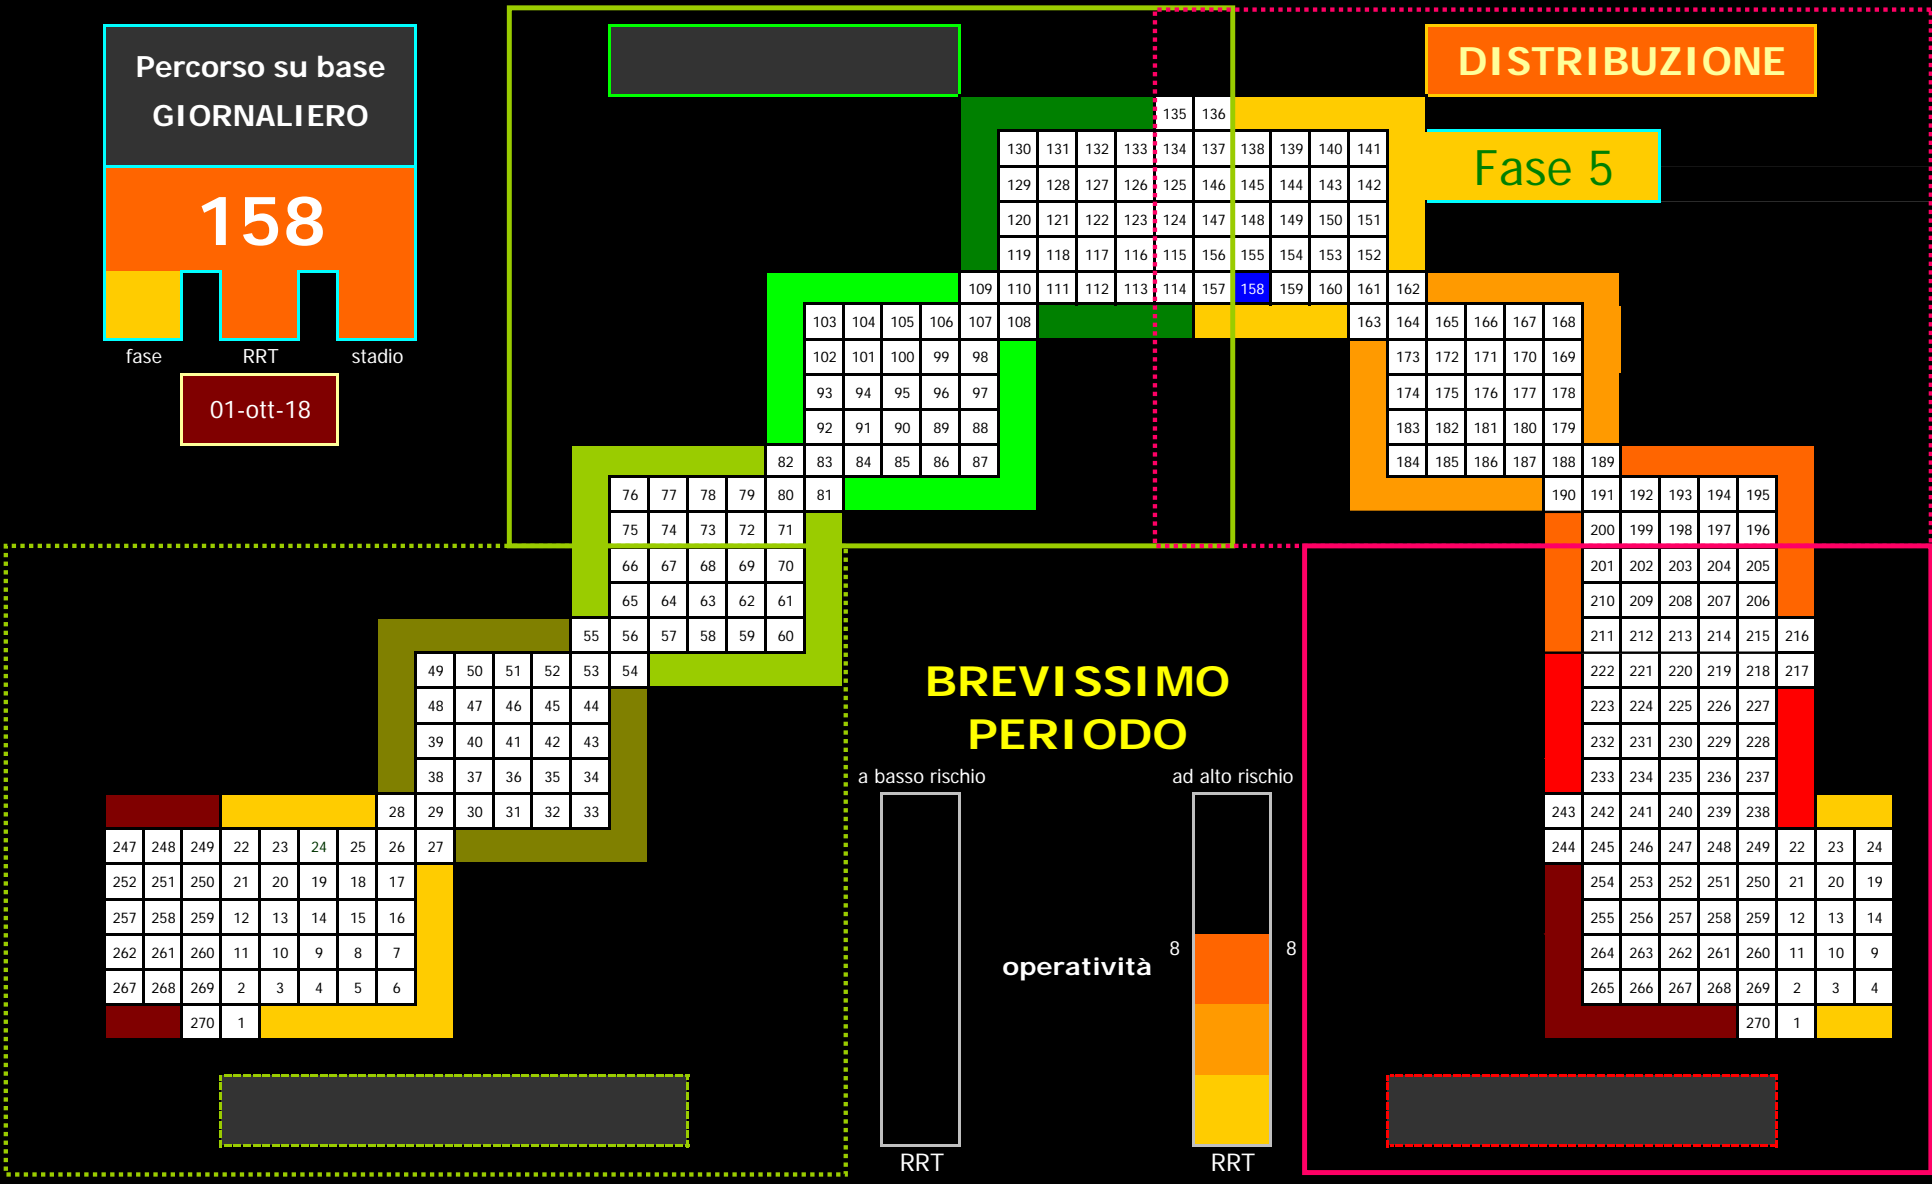 Percorso su base
GIORNALIERO
158
fase RRT stadio
01-ott-18
DISTRIBUZIONE
Fase 5
135 136
130 131 132 133 134 137 138 139 140 141
129 128 127 126 125 146 145 144 143 142
120 121 122 123 124 147 148 149 150 151
119 118 117 116 115 156 155 154 153 152
109 110 111 112 113 114 157 158 159 160 161 162
103 104 105 106 107 108 163 164 165 166 167 168
102 101 100 99 98 173 172 171 170 169
93 94 95 96 97 174 175 176 177 178
92 91 90 89 88 183 182 181 180 179
82 83 84 85 86 87 184 185 186 187 188 189
76 77 78 79 80 81 190 191 192 193 194 195
75 74 73 72 71 200 199 198 197 196
66 67 68 69 70 201 202 203 204 205
65 64 63 62 61 210 209 208 207 206
55 56 57 58 59 60 211 212 213 214 215 216
49 50 51 52 53 54 222 221 220 219 218 217
48 47 46 45 44 223 224 225 226 227
39 40 41 42 43 232 231 230 229 228
38 37 36 35 34 233 234 235 236 237
28 29 30 31 32 33 243 242 241 240 239 238
247 248 249 22 23 24 25 26 27 244 245 246 247 248 249 22 23 24
252 251 250 21 20 19 18 17 254 253 252 251 250 21 20 19
257 258 259 12 13 14 15 16 255 256 257 258 259 12 13 14
262 261 260 11 10 9 8 7 264 263 262 261 260 11 10 9
267 268 269 2 3 4 5 6 265 266 267 268 269 2 3 4
270 1 270 1
BREVISSIMO
PERIODO
a basso rischio ad alto rischio
8 8
operatività
RRT RRT